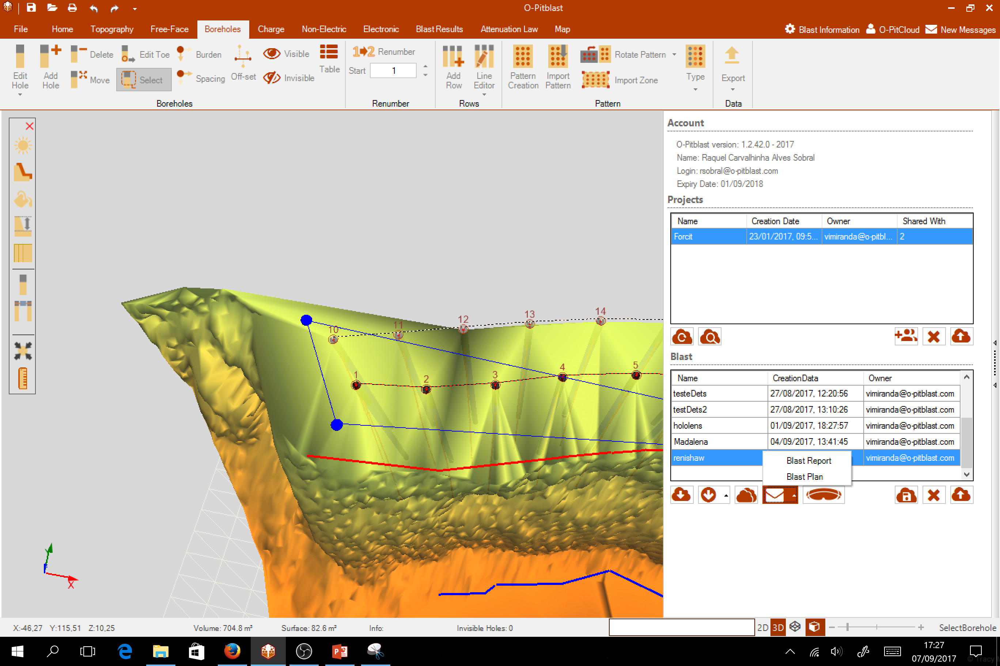 O-Pitblast
File Home Topography Free-Face Boreholes Charge Non-Electric Electronic Blast Results Attenuation Law Map
Blast Information O-PitCloud New Messages
Edit Hole
Add Hole
Delete
Move
Edit Toe
Select
Burden
Spacing
Off-set
Visible
Invisible
Table
Boreholes
1 2 Renumber
Start 1
Renumber
Add Row
Line Editor
Rows
Pattern Creation
Import Pattern
Rotate Pattern
Import Zone
Type
Pattern
Export
Data
14
13
12
11
10
5
4
3
2
1
Y
X
Account
O-Pitblast version: 1.2.42.0 - 2017
Name: Raquel Carvalhinha Alves Sobral
Login: rsobral@o-pitblast.com
Expiry Date: 01/09/2018
Projects
Name Creation Date Owner Shared With
Forcit 23/01/2017, 09:5... vimiranda@o-pitbl... 2
Blast
Name CreationData Owner
testeDets 27/08/2017, 12:20:56 vimiranda@o-pitblast.com
testDets2 27/08/2017, 13:10:26 vimiranda@o-pitblast.com
hololens 01/09/2017, 18:27:57 vimiranda@o-pitblast.com
Madalena 04/09/2017, 13:41:45 vimiranda@o-pitblast.com
renishaw vimiranda@o-pitblast.com
Blast Report
Blast Plan
X:-46,27 Y:115,51 Z:10,25 Volume: 704.8 m³ Surface: 82.6 m² Info: Invisible Holes: 0 2D 3D SelectBorehole
17:27
07/09/2017
© Tracy